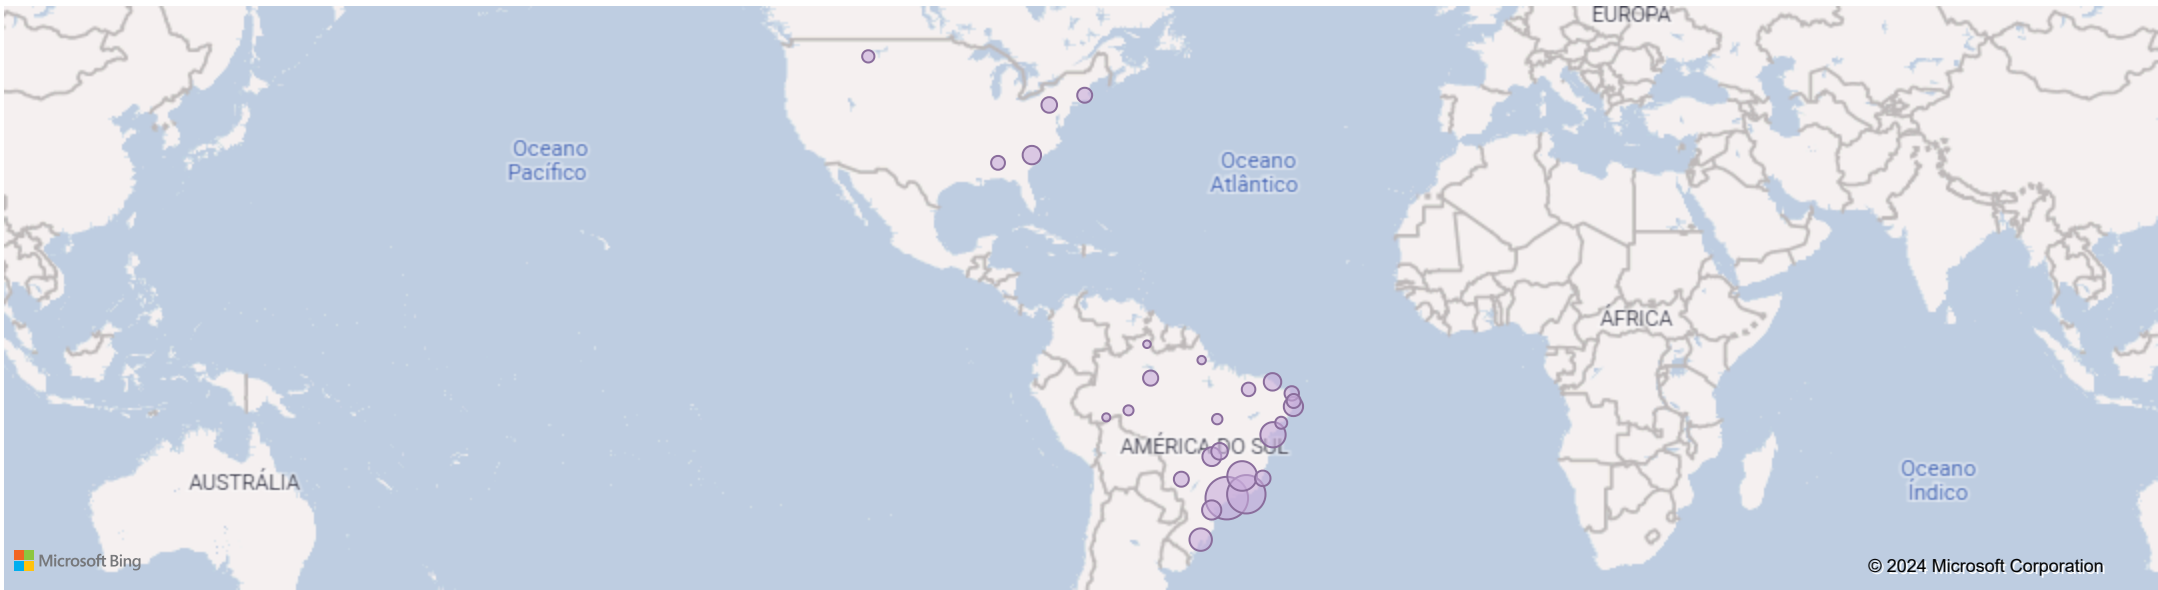 EUROPA
Oceano
Pacífico
Oceano
Atlântico
ÁFRICA
AMÉRICA DO SUL
AUSTRÁLIA
Oceano
Índico
Microsoft Bing
© 2024 Microsoft Corporation